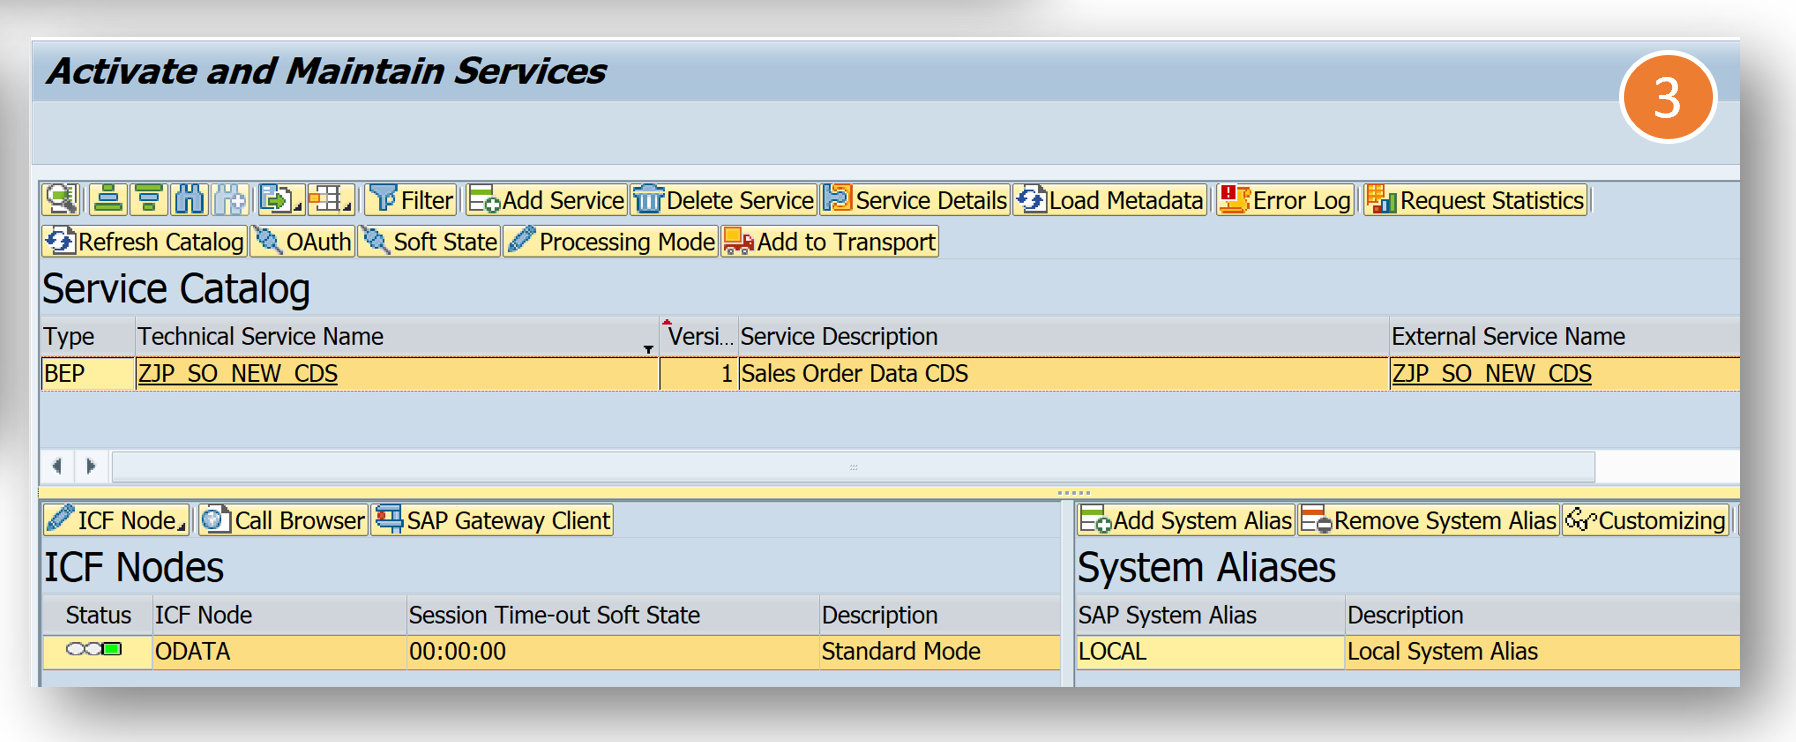 Activate and Maintain Services
3
Filter Add Service Delete Service Service Details Load Metadata Error Log Request Statistics
Refresh Catalog OAuth Soft State Processing Mode Add to Transport
Service Catalog
Type Technical Service Name Versi... Service Description External Service Name
BEP ZJP_SO_NEW_CDS 1 Sales Order Data CDS ZJP_SO_NEW_CDS
ICF Node Call Browser SAP Gateway Client
ICF Nodes
Status ICF Node Session Time-out Soft State Description
ODATA 00:00:00 Standard Mode
Add System Alias Remove System Alias Customizing
System Aliases
SAP System Alias Description
LOCAL Local System Alias